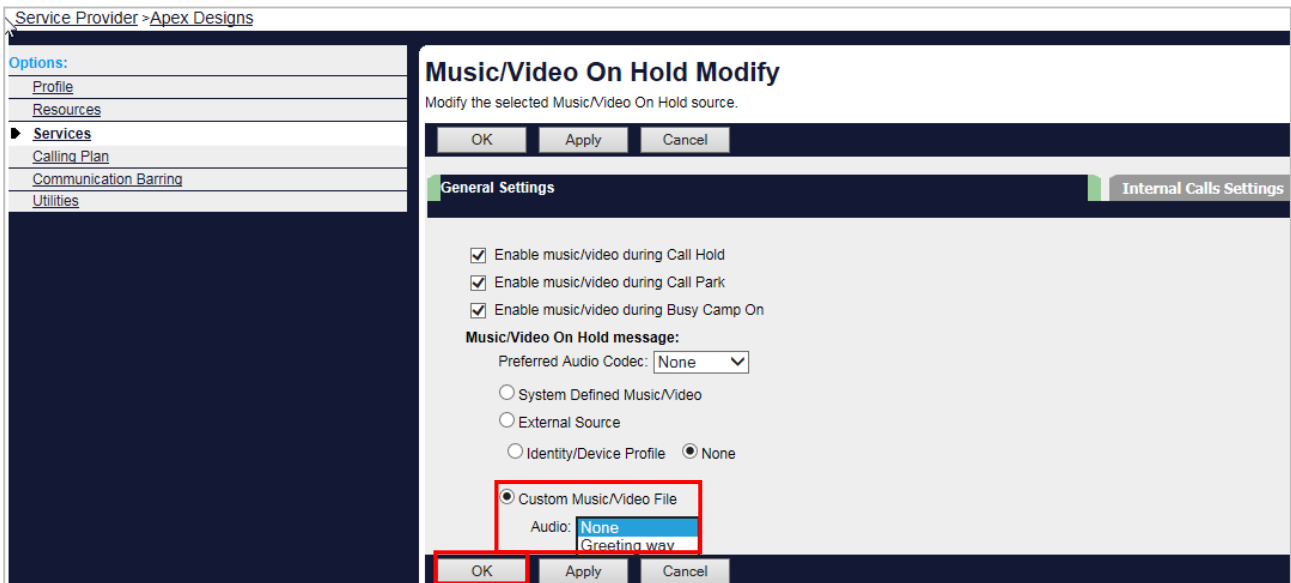 Service Provider >Apex Designs
Options:
Profile
Resources
Services
Calling Plan
Communication Barring
Utilities
Music/Video On Hold Modify
Modify the selected Music/Video On Hold source.
OK Apply Cancel
General Settings Internal Calls Settings
Enable music/video during Call Hold
Enable music/video during Call Park
Enable music/video during Busy Camp On
Music/Video On Hold message:
Preferred Audio Codec: None
System Defined Music/Video
External Source
Identity/Device Profile None
Custom Music/Video File
Audio: None
Greeting wav
OK Apply Cancel